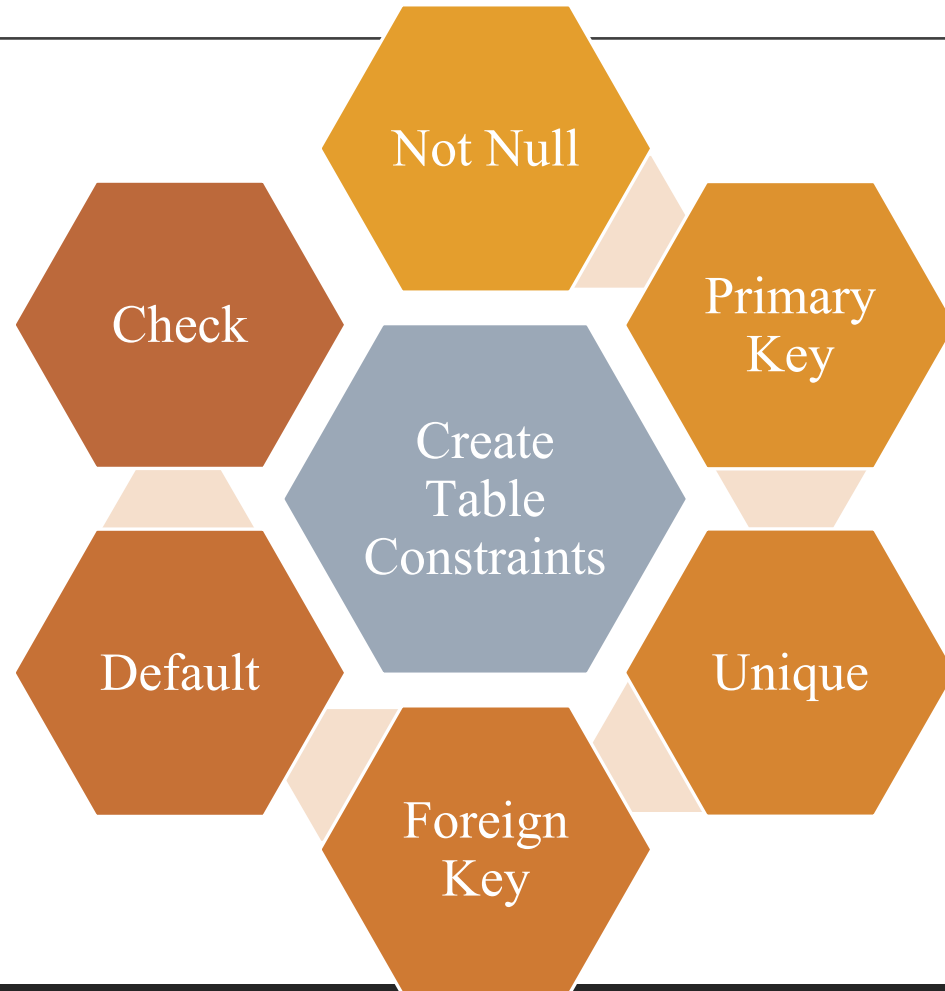 Not Null
Primary
Key
Check
Create
Table
Constraints
Default
Unique
Foreign
Key